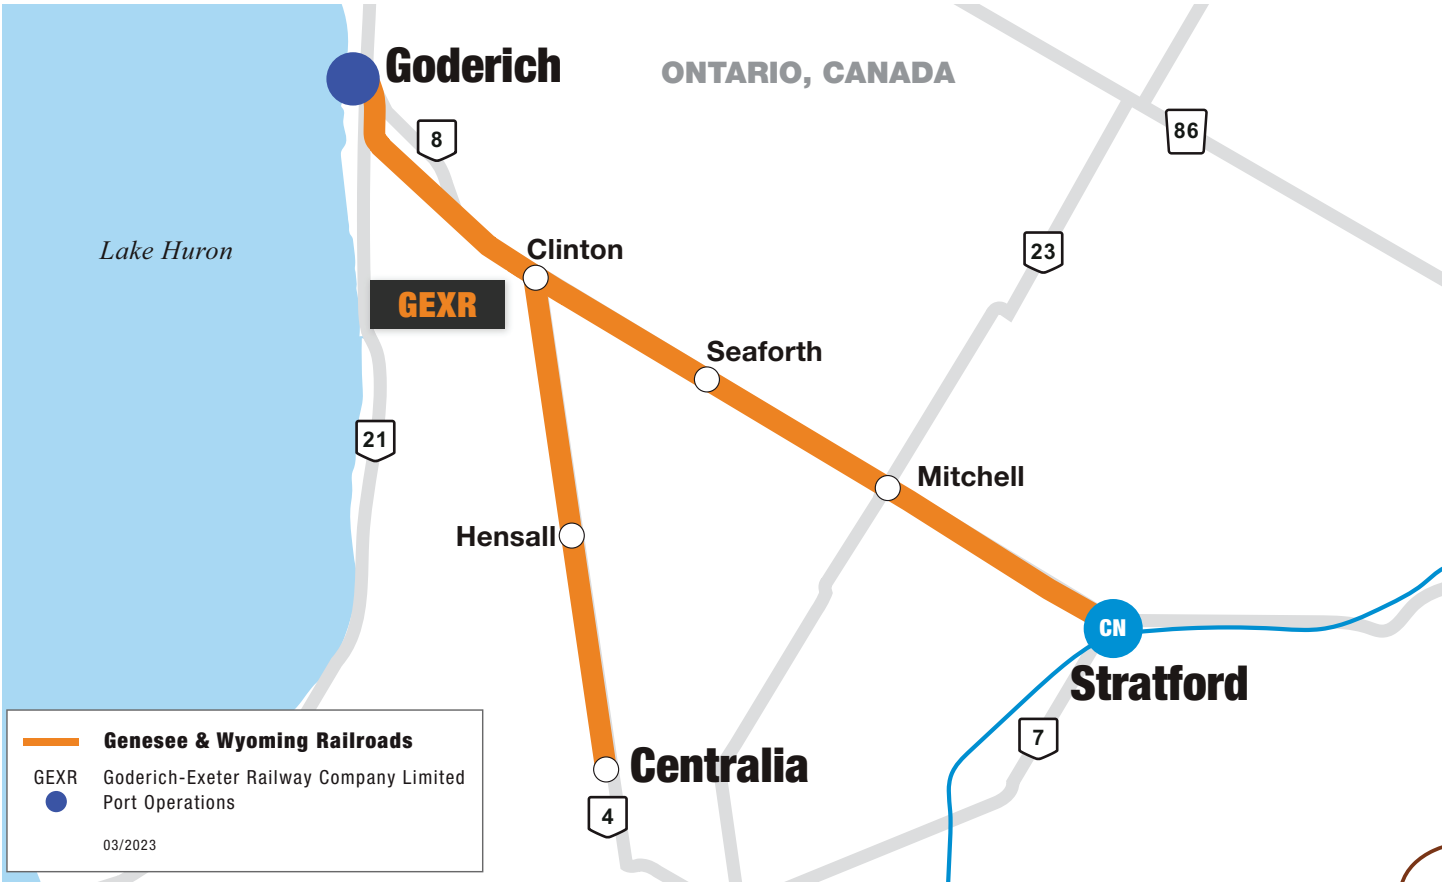 Goderich
ONTARIO, CANADA
8
86
Lake Huron
Clinton
23
GEXR
Seaforth
21
Mitchell
Hensall
CN
Stratford
7
Centralia
4
Genesee & Wyoming Railroads
GEXR Goderich-Exeter Railway Company Limited
Port Operations
03/2023